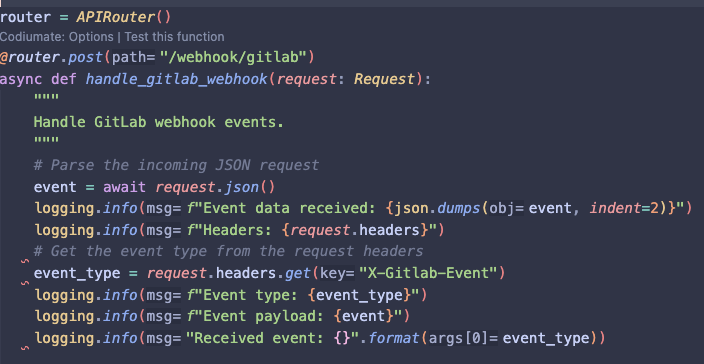 router = APIRouter()
Codiumate: Options | Test this function
@router.post(path= "/webhook/gitlab")
async def handle_gitlab_webhook(request: Request):
"""
Handle GitLab webhook events.
"""
# Parse the incoming JSON request
event = await request.json()
logging.info(msg= f"Event data received: {json.dumps(obj= event, indent=2)}")
logging.info(msg= f"Headers: {request.headers}")
# Get the event type from the request headers
event_type = request.headers.get(key= "X-Gitlab-Event")
logging.info(msg= f"Event type: {event_type}")
logging.info(msg= f"Event payload: {event}")
logging.info(msg= "Received event: {}".format(args[0]= event_type))